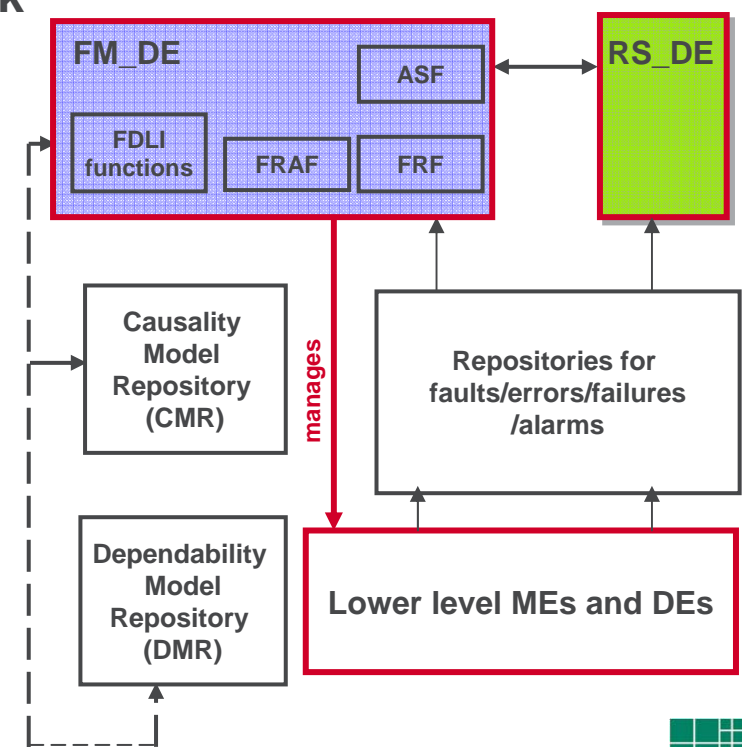 FM_DE
ASF
RS_DE
FDLI
functions
FRAF
FRF
Causality
Model
Repository
(CMR)
manages
Repositories for
faults/errors/failures
/alarms
Dependability
Model
Repository
(DMR)
Lower level MEs and DEs